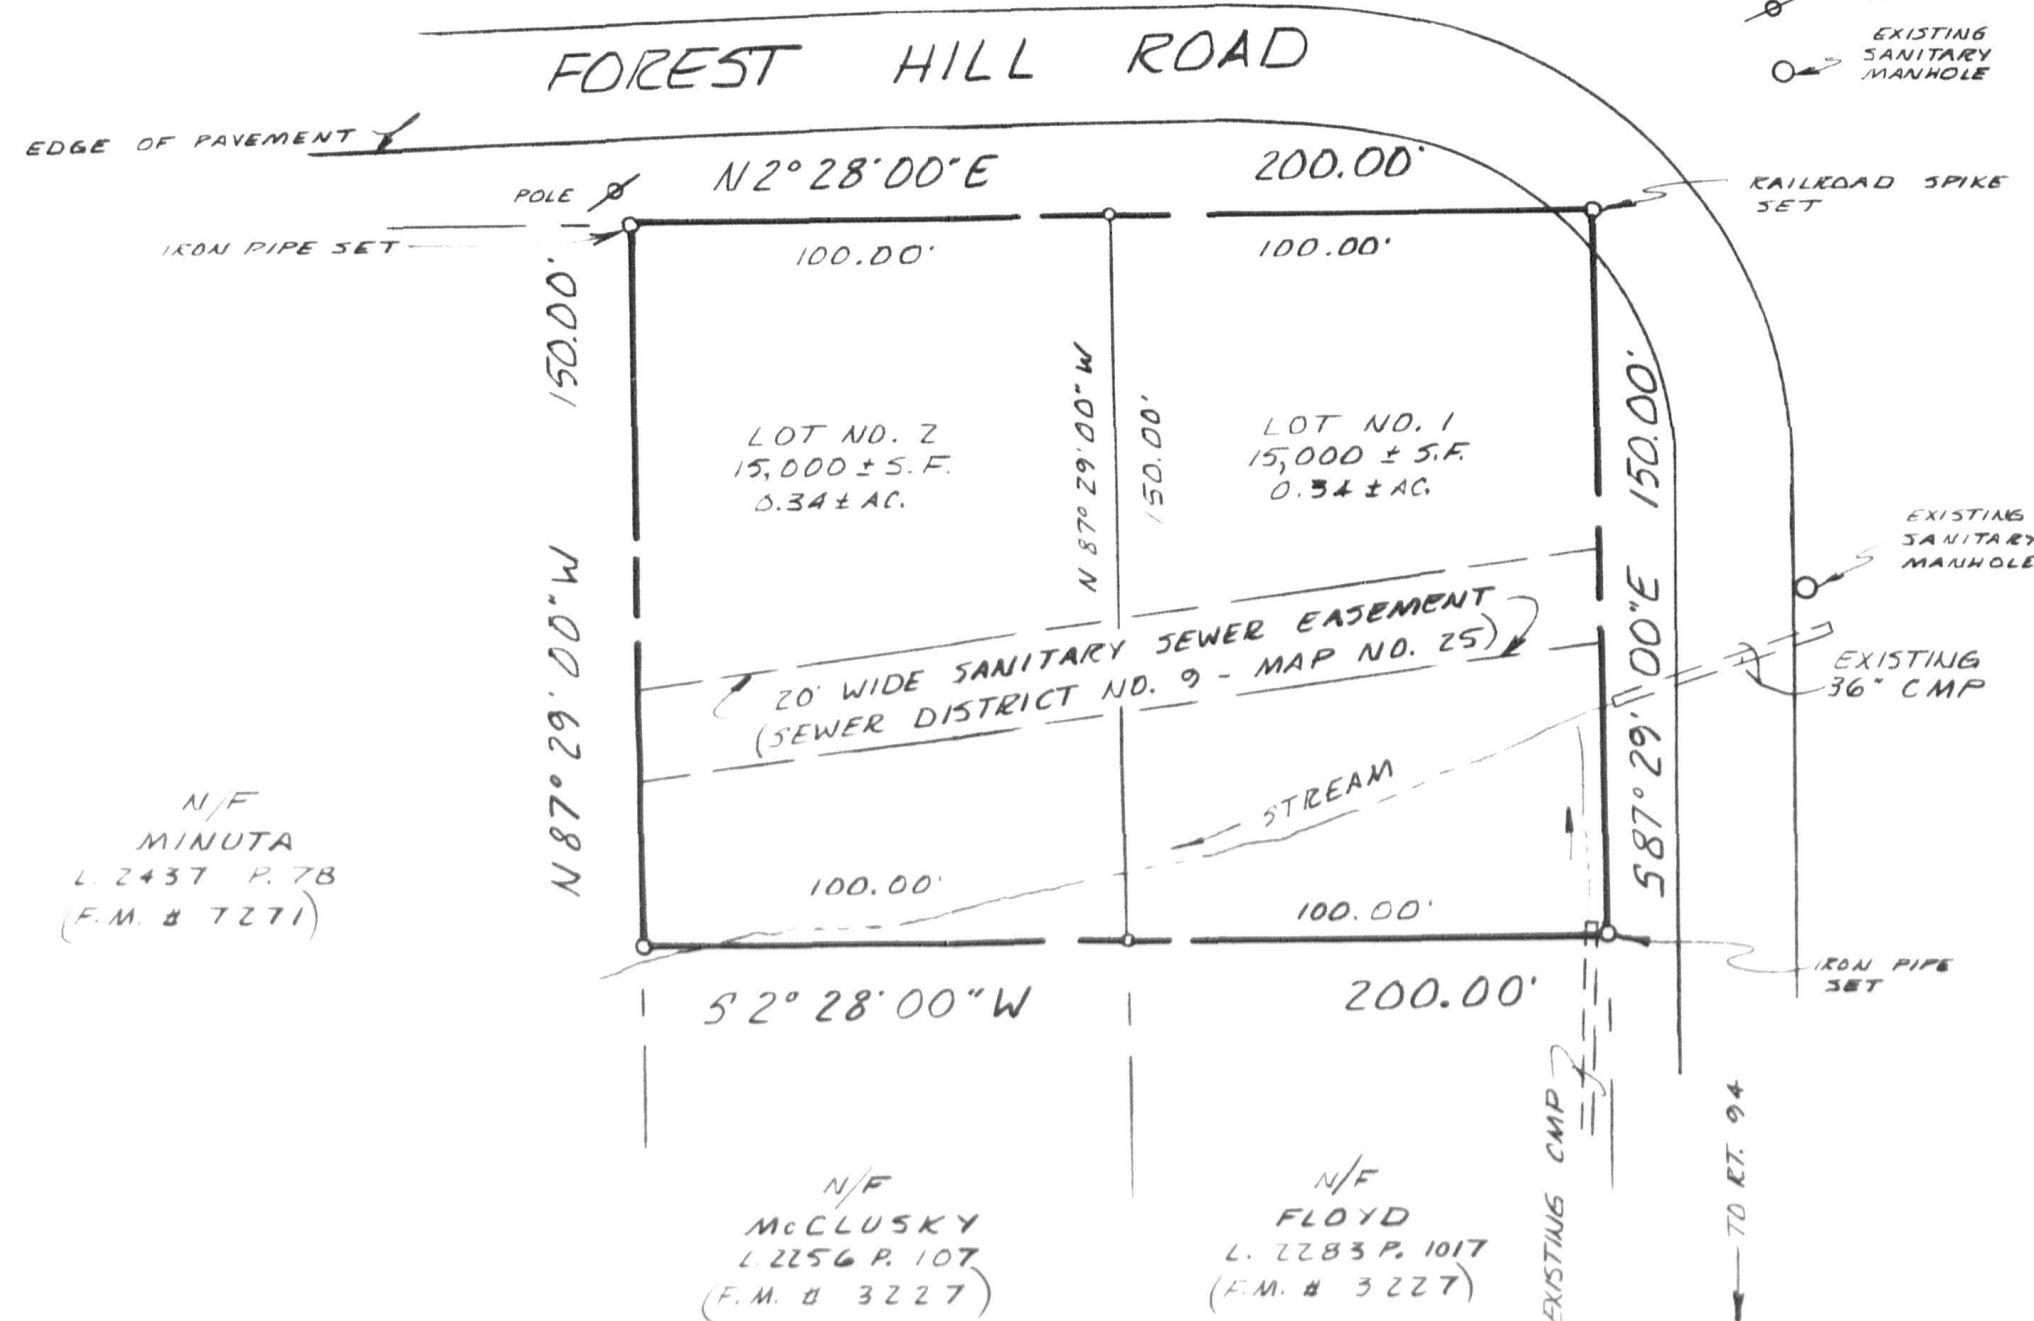 FOREST HILL ROAD
EXISTING
SANITARY
MANHOLE
EDGE OF PAVEMENT
POLE
N 2° 28' 00" E 200.00'
RAILROAD SPIKE
SET
IRON PIPE SET
100.00'
100.00'
150.00'
N 87° 29' 00" W
LOT NO. 2
15,000 ± S.F.
0.34 ± AC.
N 87° 29' 00" W
150.00'
LOT NO. 1
15,000 ± S.F.
0.34 ± AC.
S 87° 29' 00" E 150.00'
EXISTING
SANITARY
MANHOLE
20' WIDE SANITARY SEWER EASEMENT
(SEWER DISTRICT NO. 9 - MAP NO. 25)
EXISTING
36" CMP
STREAM
N/F
MINUTA
L. 2437 P. 78
(F.M. # 7271)
100.00'
100.00'
S 2° 28' 00" W 200.00'
IRON PIPE
SET
EXISTING CMP
TO RT. 94
N/F
McCLUSKY
L. 2256 P. 107
(F.M. # 3227)
N/F
FLOYD
L. 2283 P. 1017
(F.M. # 3227)